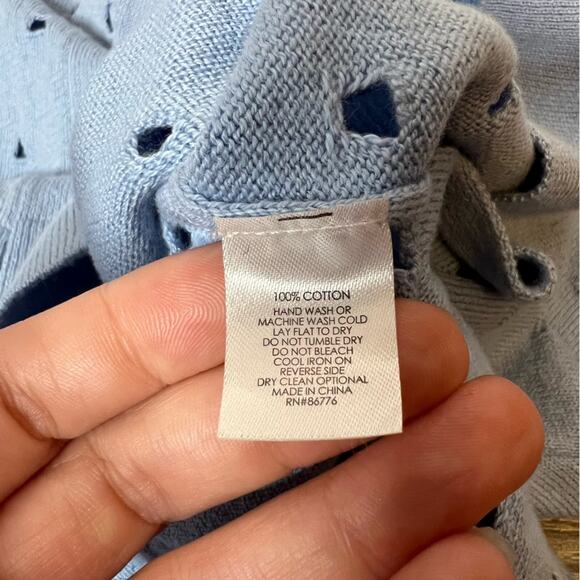 100% COTTON
HAND WASH OR
MACHINE WASH COLD
LAY FLAT TO DRY
DO NOT TUMBLE DRY
DO NOT BLEACH
COOL IRON ON
REVERSE SIDE
DRY CLEAN OPTIONAL
MADE IN CHINA
RN#86776